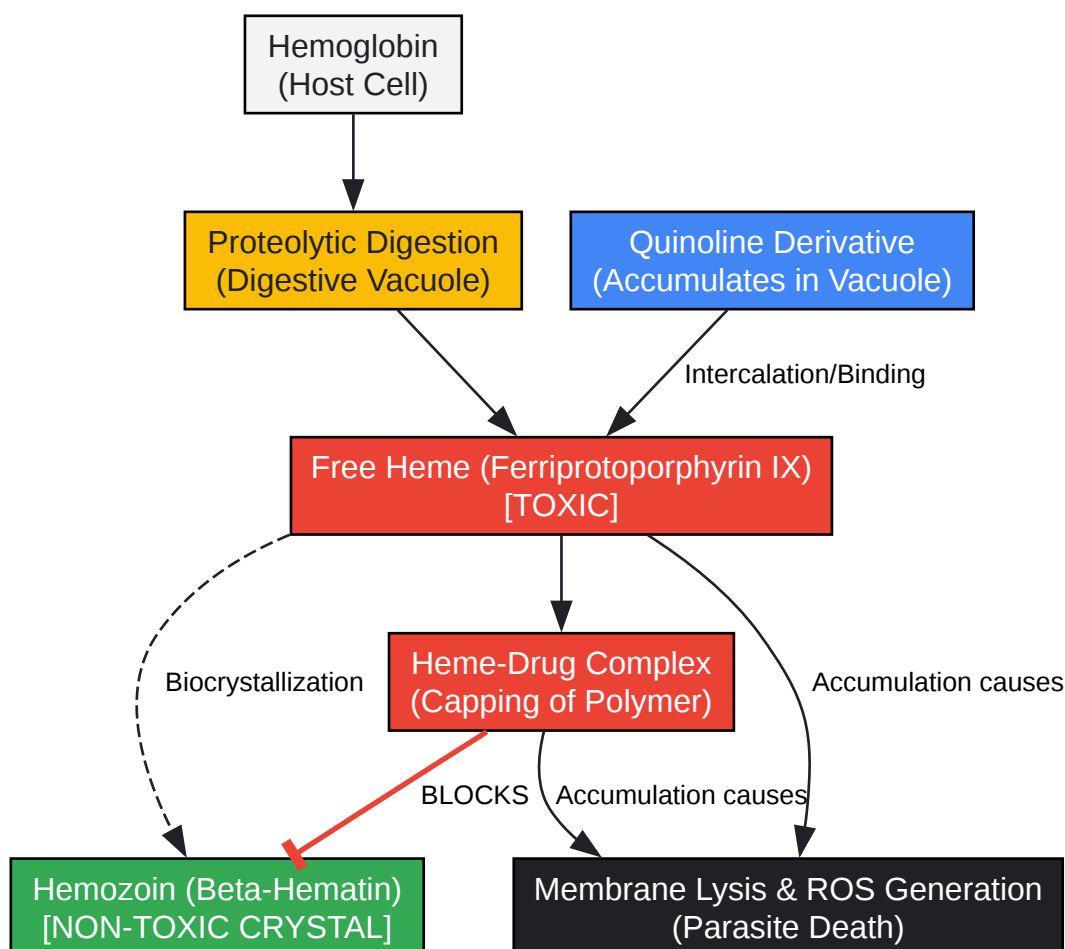 Hemoglobin
(Host Cell)
Proteolytic Digestion
(Digestive Vacuole)
Quinoline Derivative
(Accumulates in Vacuole)
Intercalation/Binding
Free Heme (Ferriprotoporphyrin IX)
[TOXIC]
Heme-Drug Complex
(Capping of Polymer)
Biocrystallization
Accumulation causes
BLOCKS
Accumulation causes
Hemozoin (Beta-Hematin)
[NON-TOXIC CRYSTAL]
Membrane Lysis & ROS Generation
(Parasite Death)